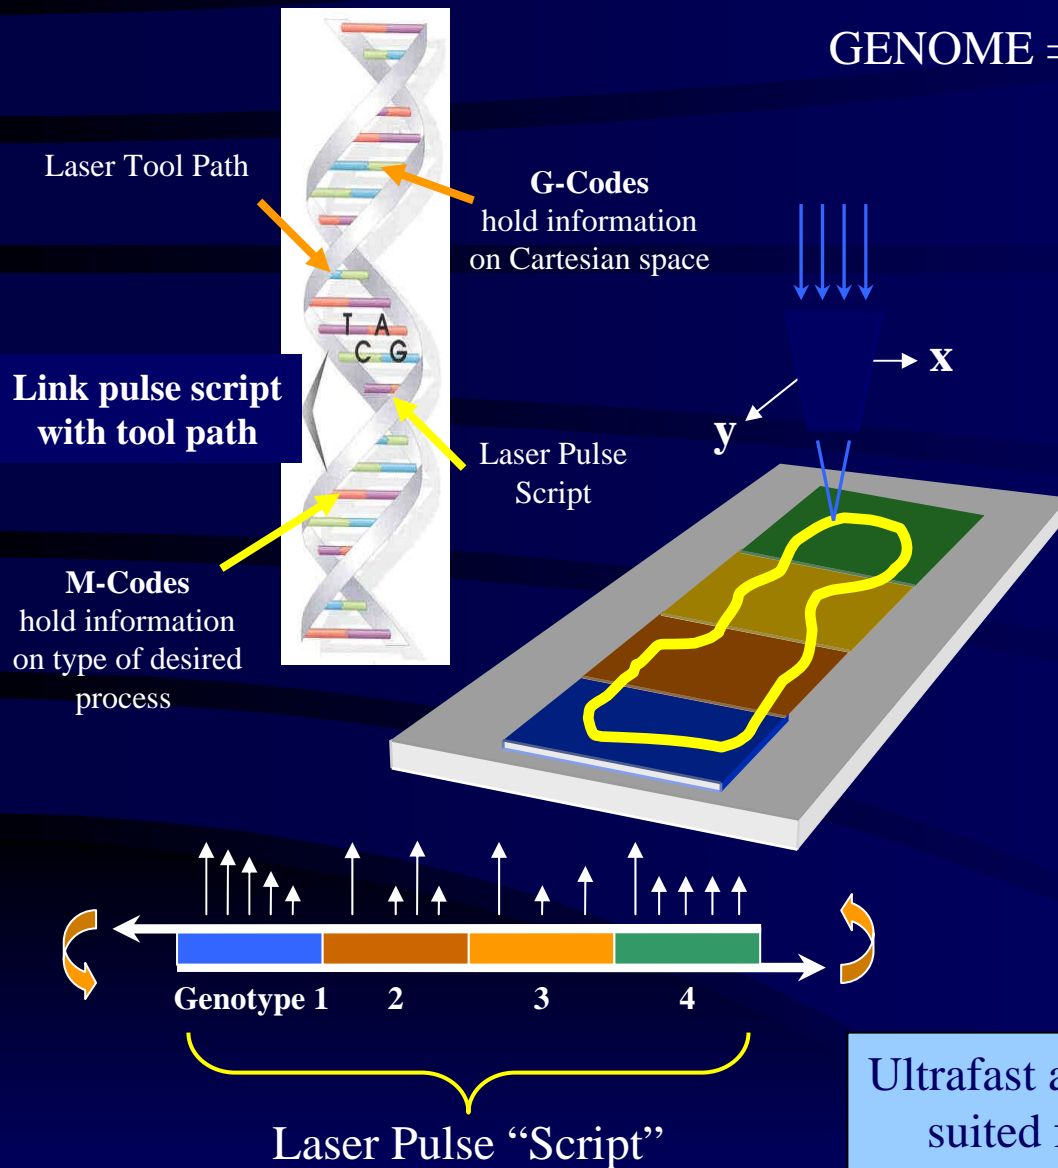 GENOME =
Laser Tool Path
G-Codes
hold information
on Cartesian space
T A
C G
x
y
Link pulse script
with tool path
Laser Pulse
Script
M-Codes
hold information
on type of desired
process
Genotype 1 2 3 4
Laser Pulse “Script”
Ultrafast
suited